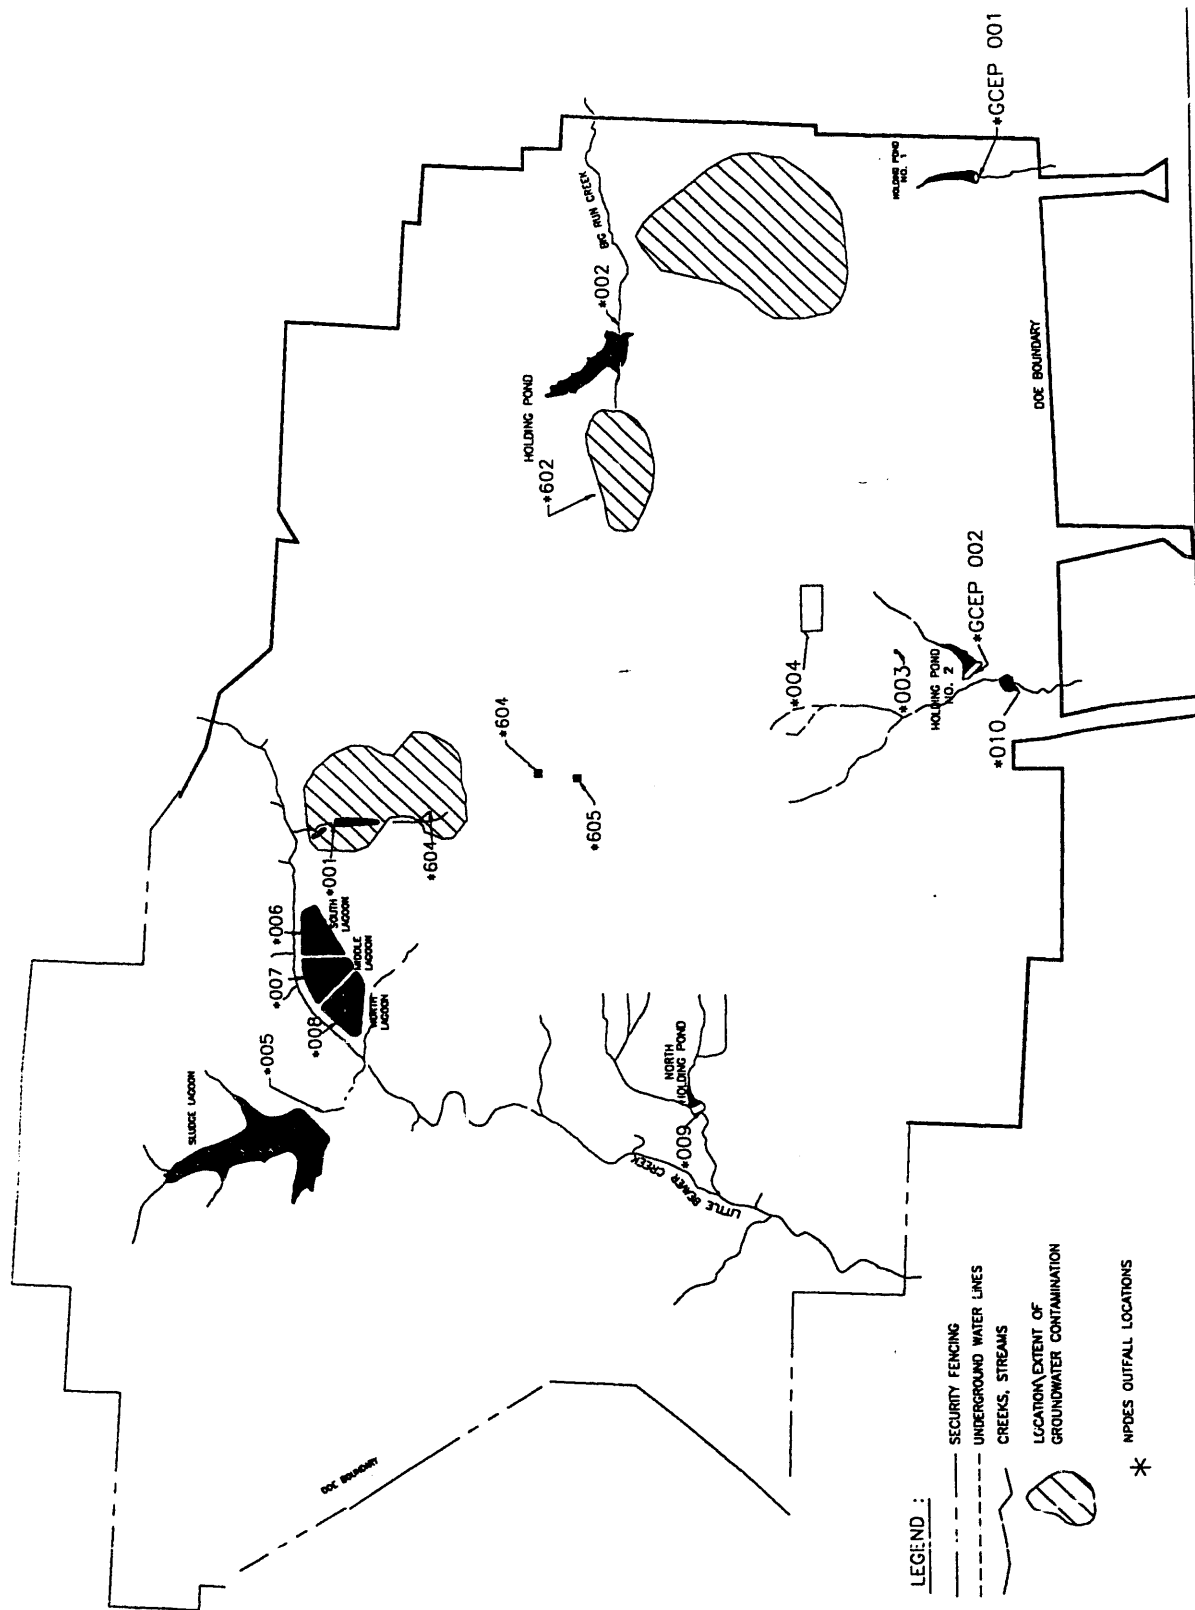 SLUDGE LAGOON
*005
*008
*007
*006
NORTH
LAGOON
MIDDLE
LAGOON
SOUTH
LAGOON
*001
*604
*604
*605
HOLDING POND
*602
*002
BIG RUN CREEK
HOLDING POND
NO. 1
*GCEP 001
DOE BOUNDARY
*004
*003
HOLDING POND
NO. 2
*GCEP 002
*010
NORTH
HOLDING POND
*009
LITTLE BEAVER CREEK
DOE BOUNDARY
LEGEND :
SECURITY FENCING
UNDERGROUND WATER LINES
CREEKS, STREAMS
LOCATION\EXTENT OF
GROUNDWATER CONTAMINATION
* NPDES OUTFALL LOCATIONS